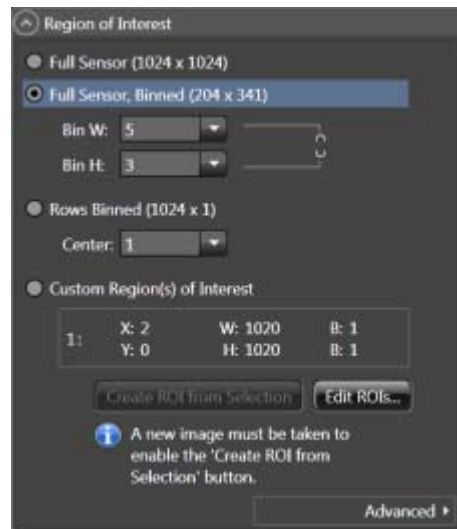 Region of Interest
Full Sensor (1024 x 1024)
Full Sensor, Binned (204 x 341)
Bin W: 5
Bin H: 3
Rows Binned (1024 x 1)
Center: 1
Custom Region(s) of Interest
1: X: 2 W: 1020 B: 1
Y: 0 H: 1020 B: 1
Create ROI from Selection Edit ROIs...
A new image must be taken to
enable the 'Create ROI from
Selection' button.
Advanced